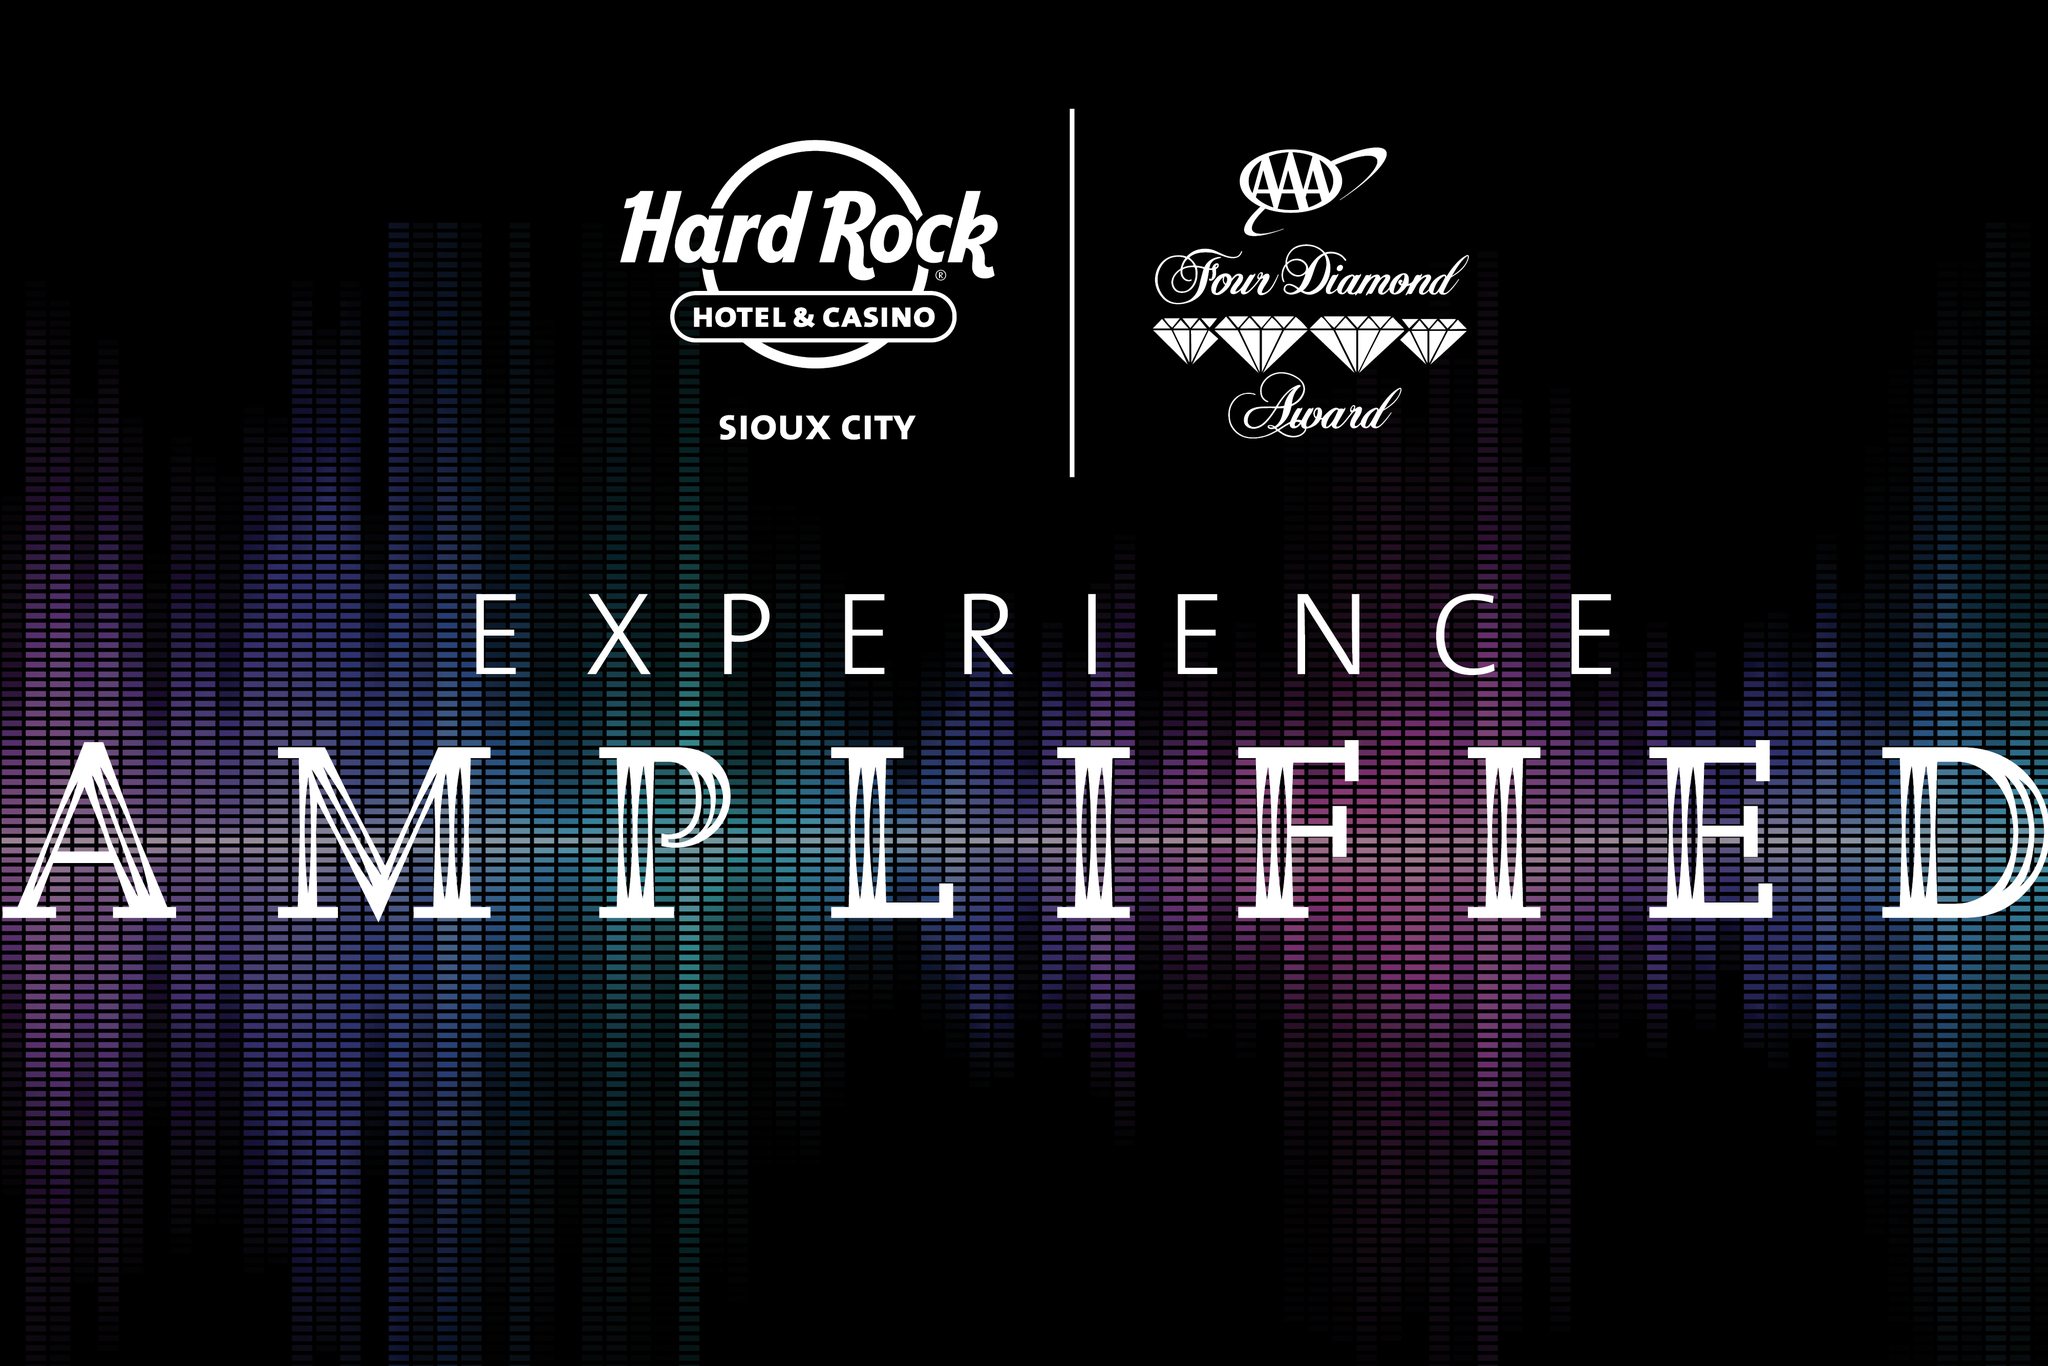 Hard Rock®
HOTEL & CASINO
SIOUX CITY
AAA
Four Diamond
Award
EXPERIENCE
AMPLIFIED